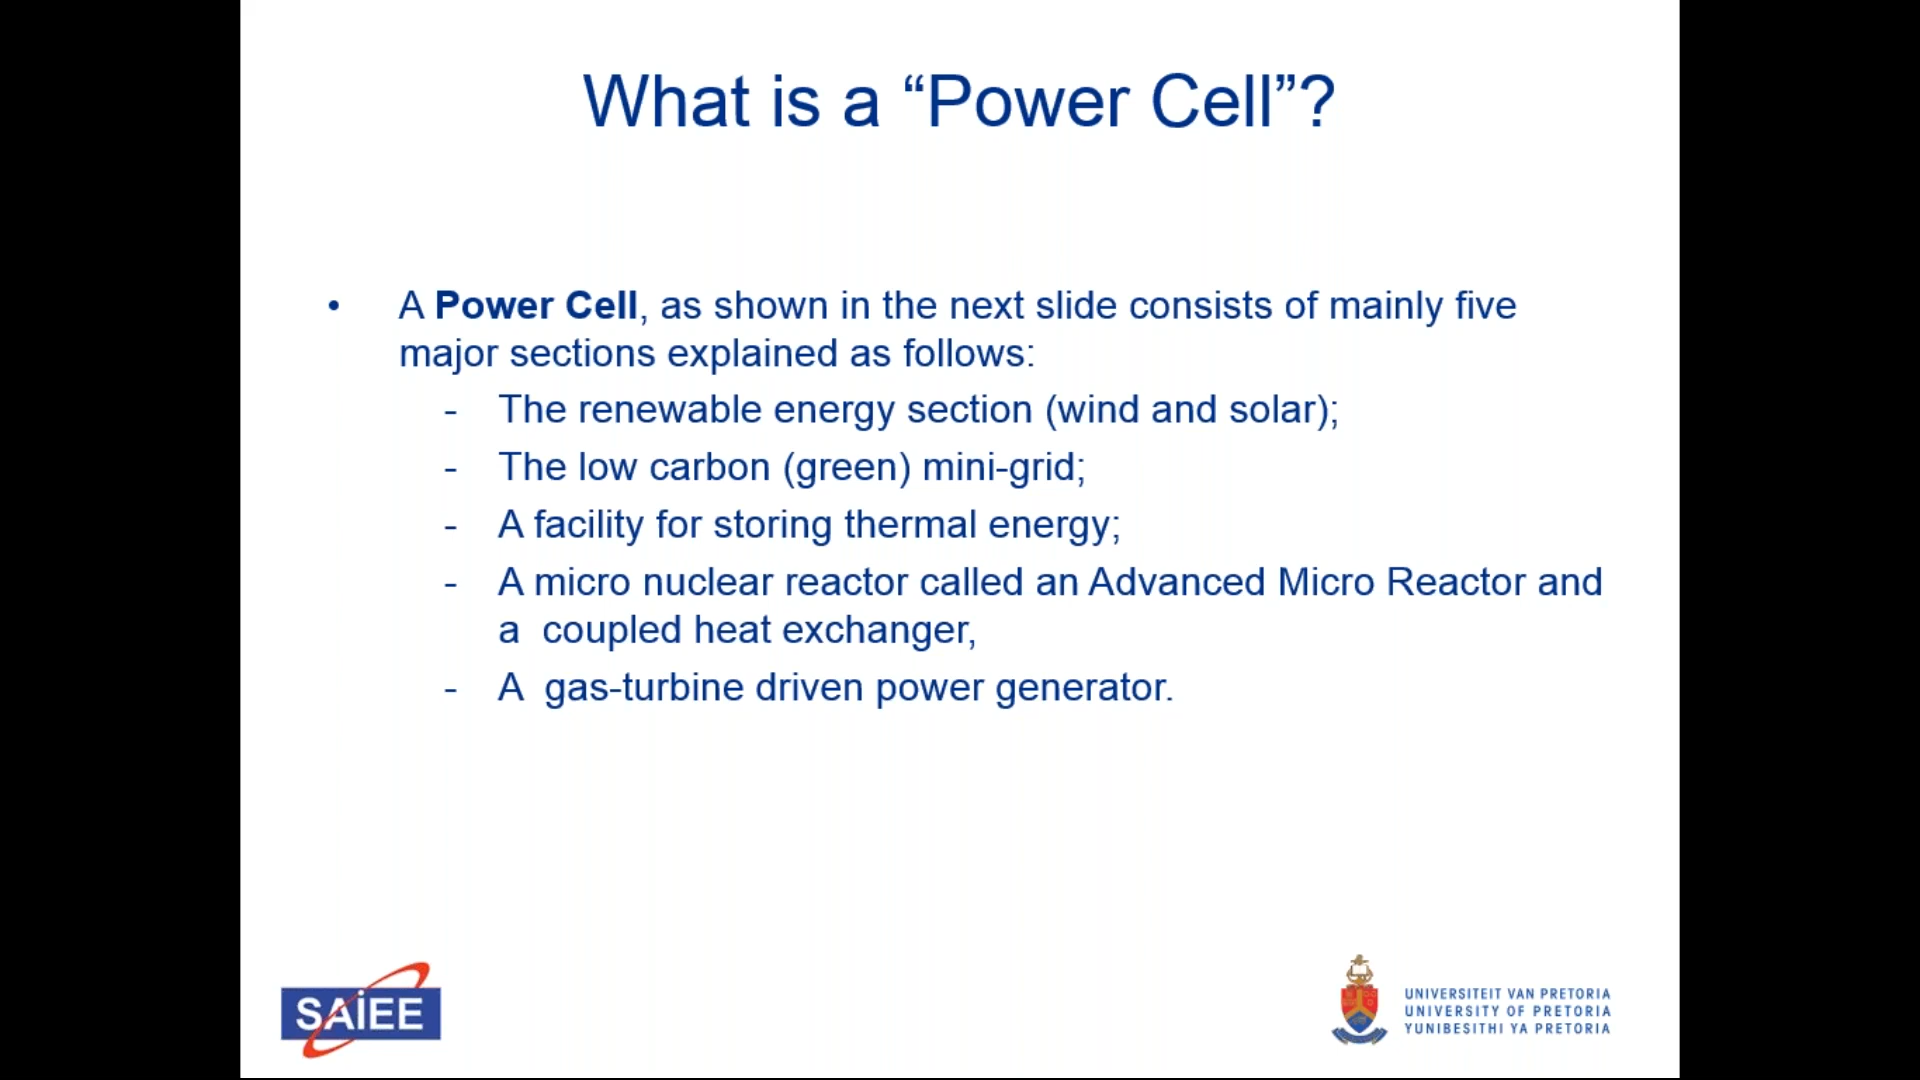 What is a “Power Cell”?
• A Power Cell, as shown in the next slide consists of mainly five
major sections explained as follows:
- The renewable energy section (wind and solar);
- The low carbon (green) mini-grid;
- A facility for storing thermal energy;
- A micro nuclear reactor called an Advanced Micro Reactor and
a  coupled heat exchanger,
- A  gas-turbine driven power generator.
SAiEE
UNIVERSITEIT VAN PRETORIA
UNIVERSITY OF PRETORIA
YUNIBESITHI YA PRETORIA